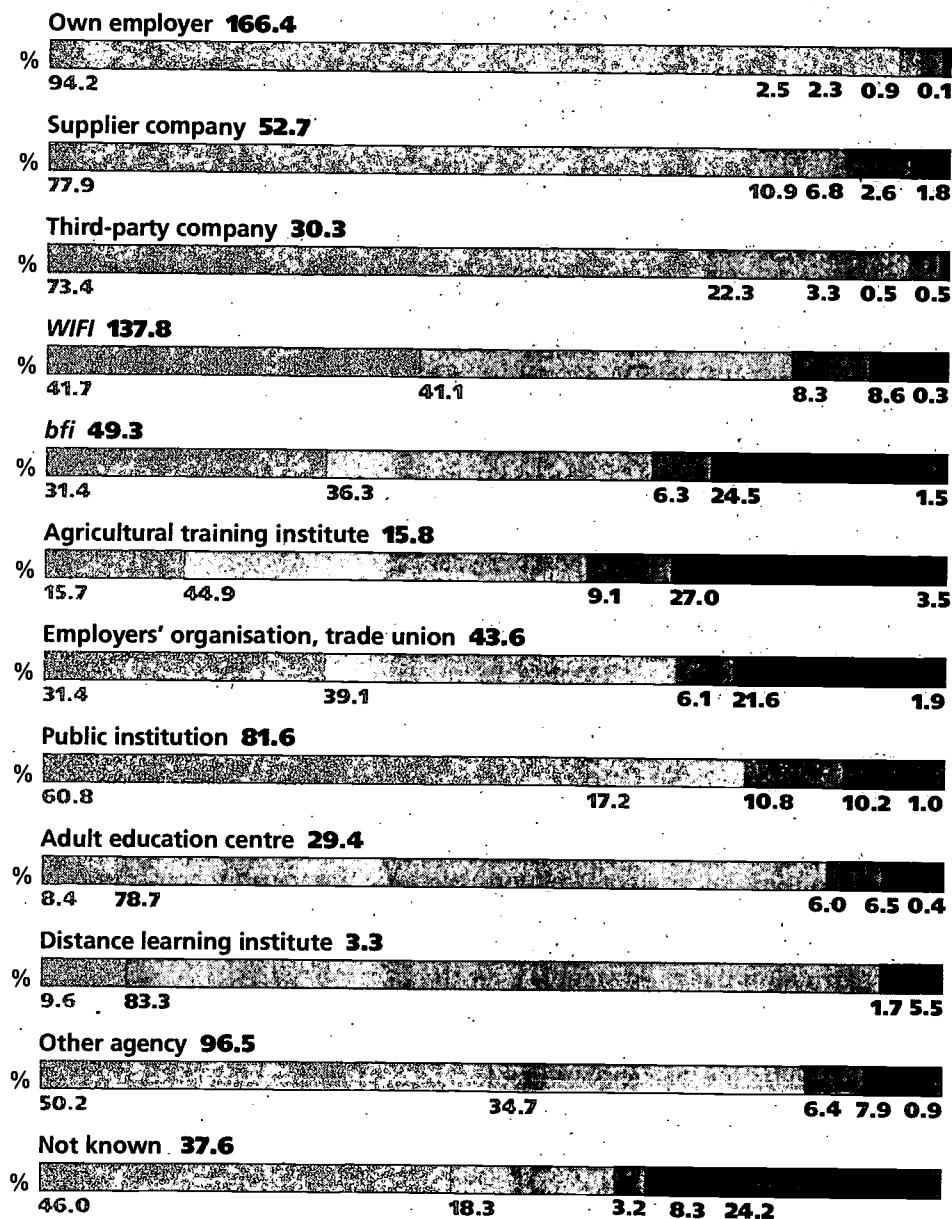 Own employer 166.4
%
94.2 2.5 2.3 0.9 0.1
Supplier company 52.7
%
77.9 10.9 6.8 2.6 1.8
Third-party company 30.3
%
73.4 22.3 3.3 0.5 0.5
WIFI 137.8
%
41.7 41.1 8.3 8.6 0.3
bfi 49.3
%
31.4 36.3 6.3 24.5 1.5
Agricultural training institute 15.8
%
15.7 44.9 9.1 27.0 3.5
Employers' organisation, trade union 43.6
%
31.4 39.1 6.1 21.6 1.9
Public institution 81.6
%
60.8 17.2 10.8 10.2 1.0
Adult education centre 29.4
%
8.4 78.7 6.0 6.5 0.4
Distance learning institute 3.3
%
9.6 83.3 1.7 5.5
Other agency 96.5
%
50.2 34.7 6.4 7.9 0.9
Not known 37.6
%
46.0 18.3 3.2 8.3 24.2